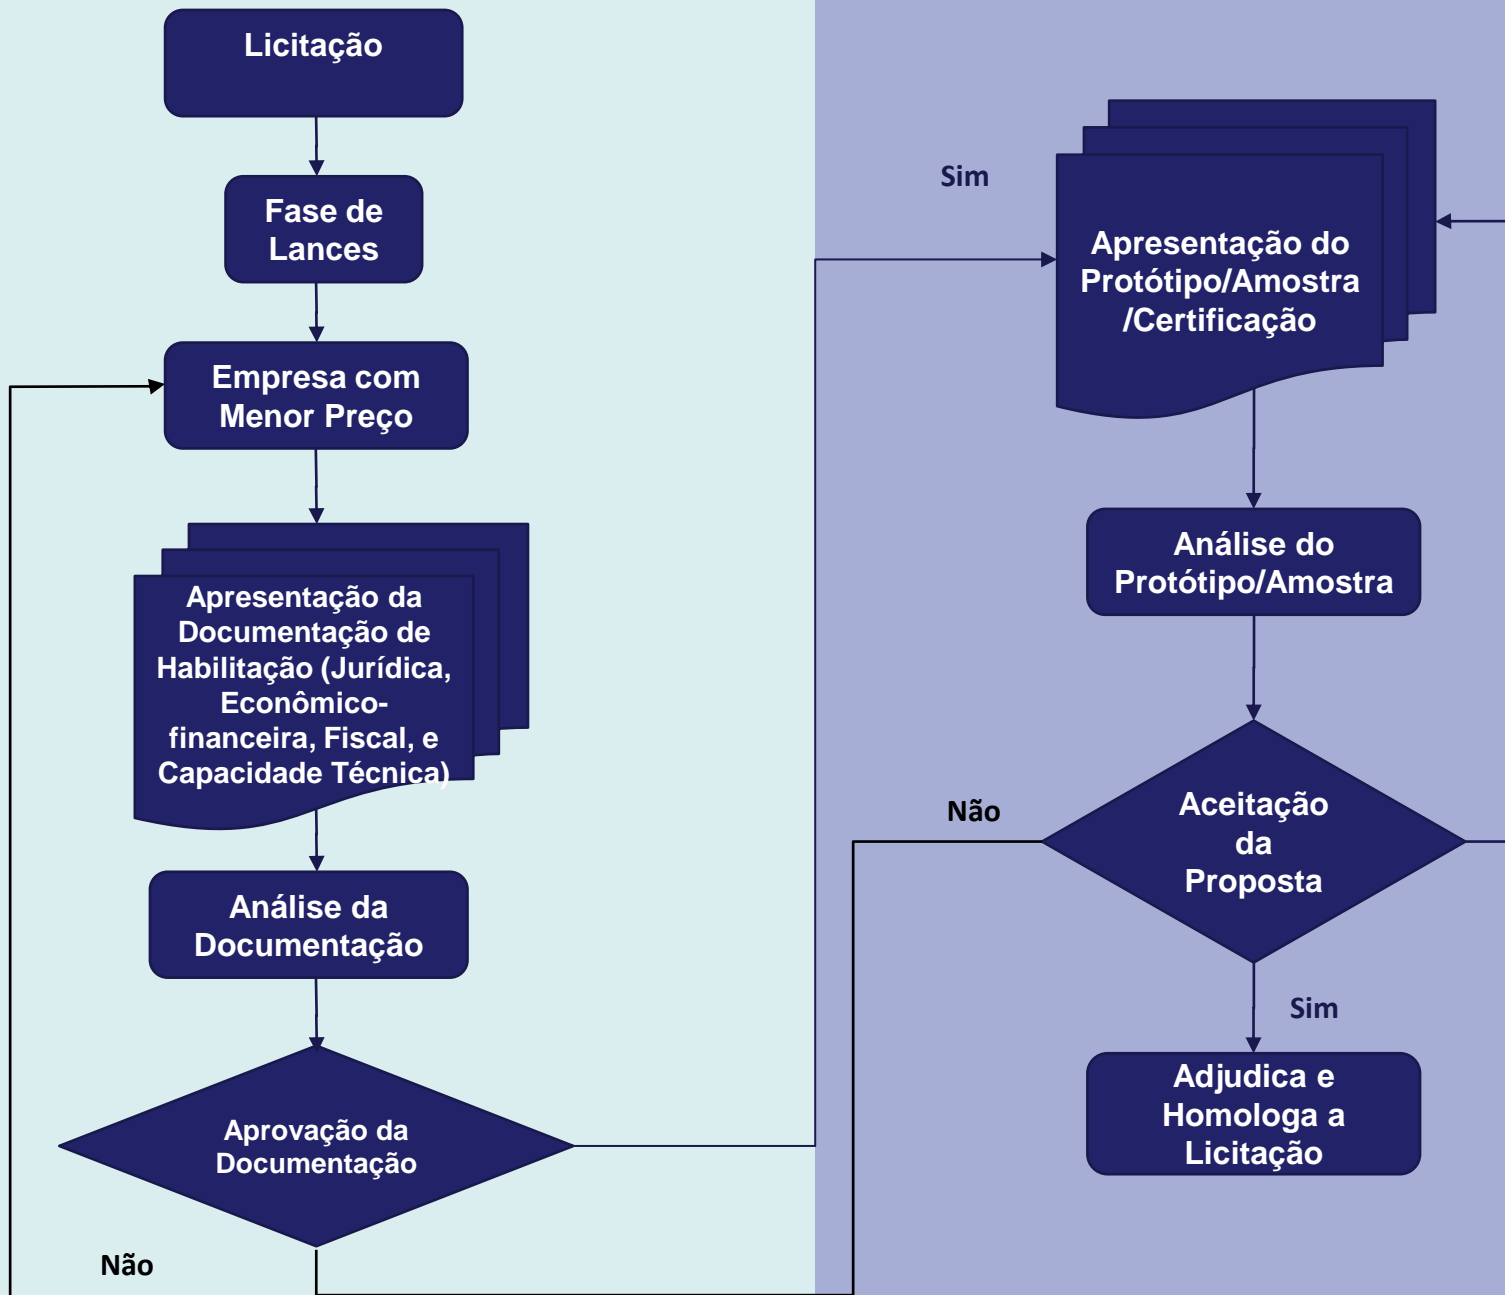 Licitação
Fase de
Lances
Empresa com
Menor Preço
Apresentação da
Documentação de
Habilitação (Jurídica,
Econômico-
financeira, Fiscal, e
Capacidade Técnica)
Análise da
Documentação
Aprovação da
Documentação
Não
Sim
Apresentação do
Protótipo/Amostra
/Certificação
Análise do
Protótipo/Amostra
Não
Aceitação
da
Proposta
Sim
Adjudica e
Homologa a
Licitação